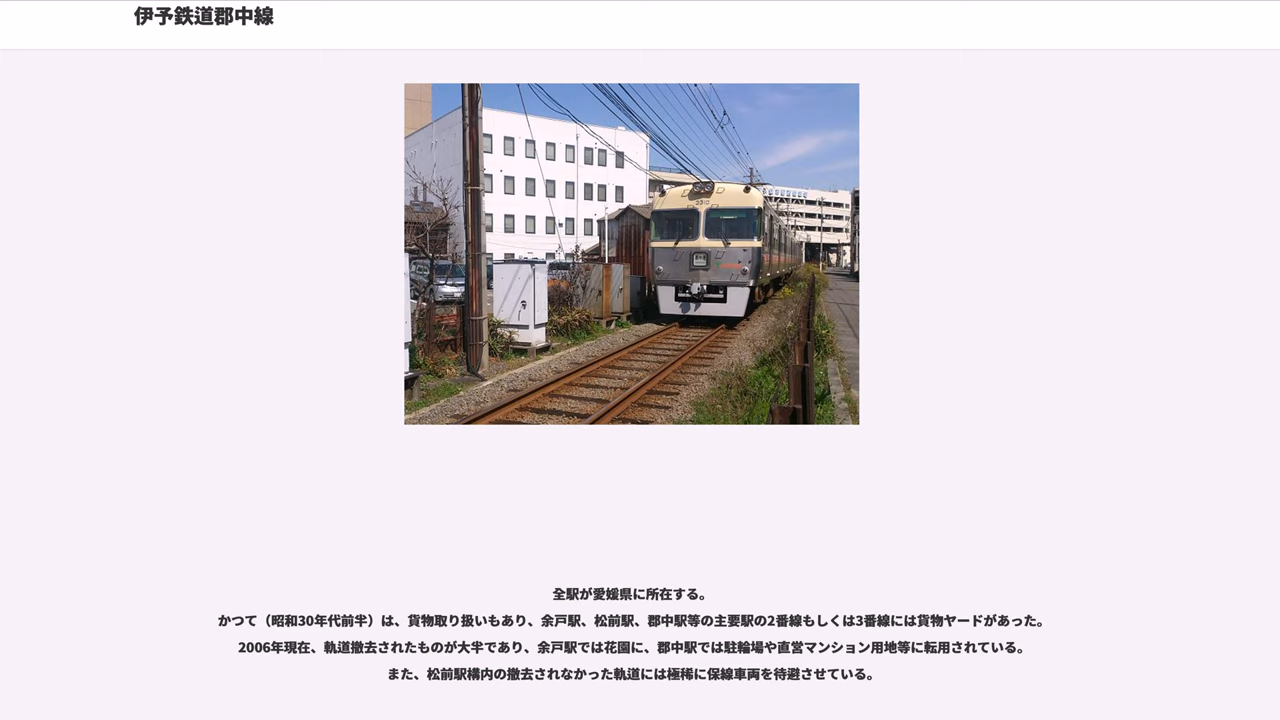 伊予鉄道郡中線
全駅が愛媛県に所在する。
かつて（昭和30年代前半）は、貨物取り扱いもあり、余戸駅、松前駅、郡中駅等の主要駅の2番線もしくは3番線には貨物ヤードがあった。
2006年現在、軌道撤去されたものが大半であり、余戸駅では花園に、郡中駅では駐輪場や直営マンション用地等に転用されている。
また、松前駅構内の撤去されなかった軌道には極稀に保線車両を待避させている。